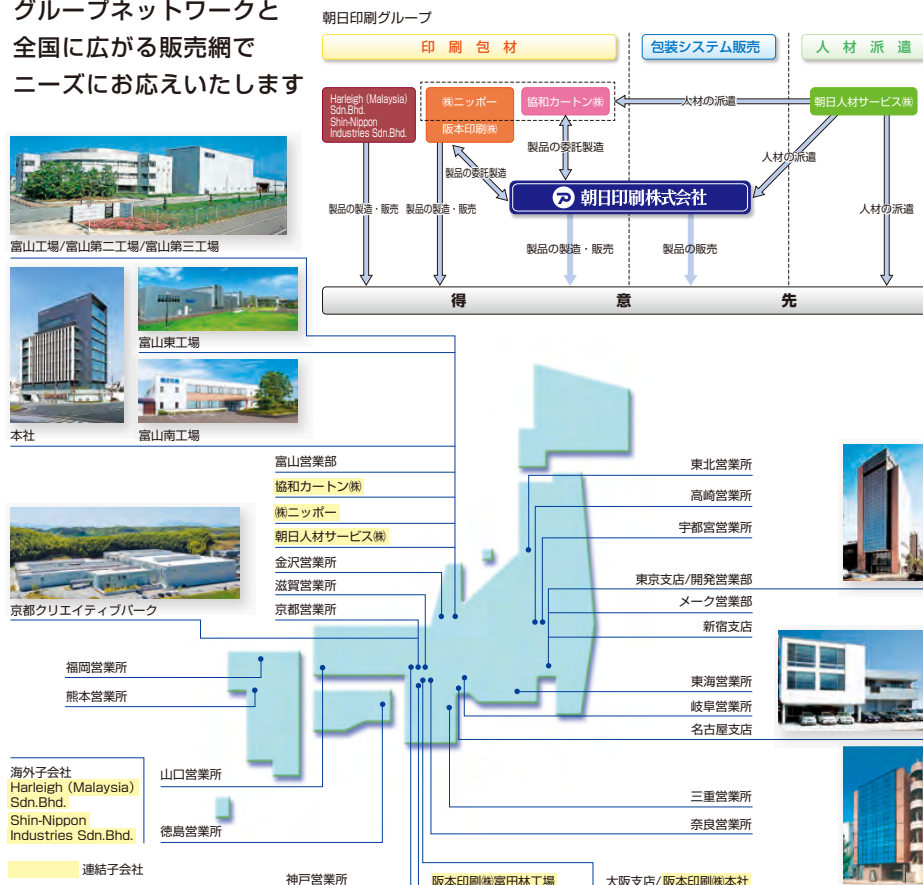 グループネットワークと
全国に広がる販売網で
ニーズにお応えいたします
朝日印刷グループ
印刷包材
包装システム販売
人材派遣
Harleigh (Malaysia)
Sdn.Bhd.
Shin-Nippon
Industries Sdn.Bhd.
㈱ニッポー
阪本印刷㈱
協和カートン㈱
人材の派遣
朝日人材サービス㈱
製品の委託製造
製品の委託製造
人材の派遣
朝日印刷株式会社
製品の製造・販売
製品の製造・販売
人材の派遣
製品の製造・販売
製品の販売
得意先
富山工場/富山第二工場/富山第三工場
富山東工場
本社
富山南工場
富山営業部
協和カートン㈱
㈱ニッポー
朝日人材サービス㈱
金沢営業所
滋賀営業所
京都営業所
京都クリエイティブパーク
福岡営業所
熊本営業所
東北営業所
高崎営業所
宇都宮営業所
東京支店/開発営業部
メーク営業部
新宿支店
東海営業所
岐阜営業所
名古屋支店
三重営業所
奈良営業所
海外子会社
Harleigh (Malaysia)
Sdn.Bhd.
Shin-Nippon
Industries Sdn.Bhd.
連結子会社
山口営業所
徳島営業所
神戸営業所
阪本印刷㈱富田林工場
大阪支店/阪本印刷㈱本社